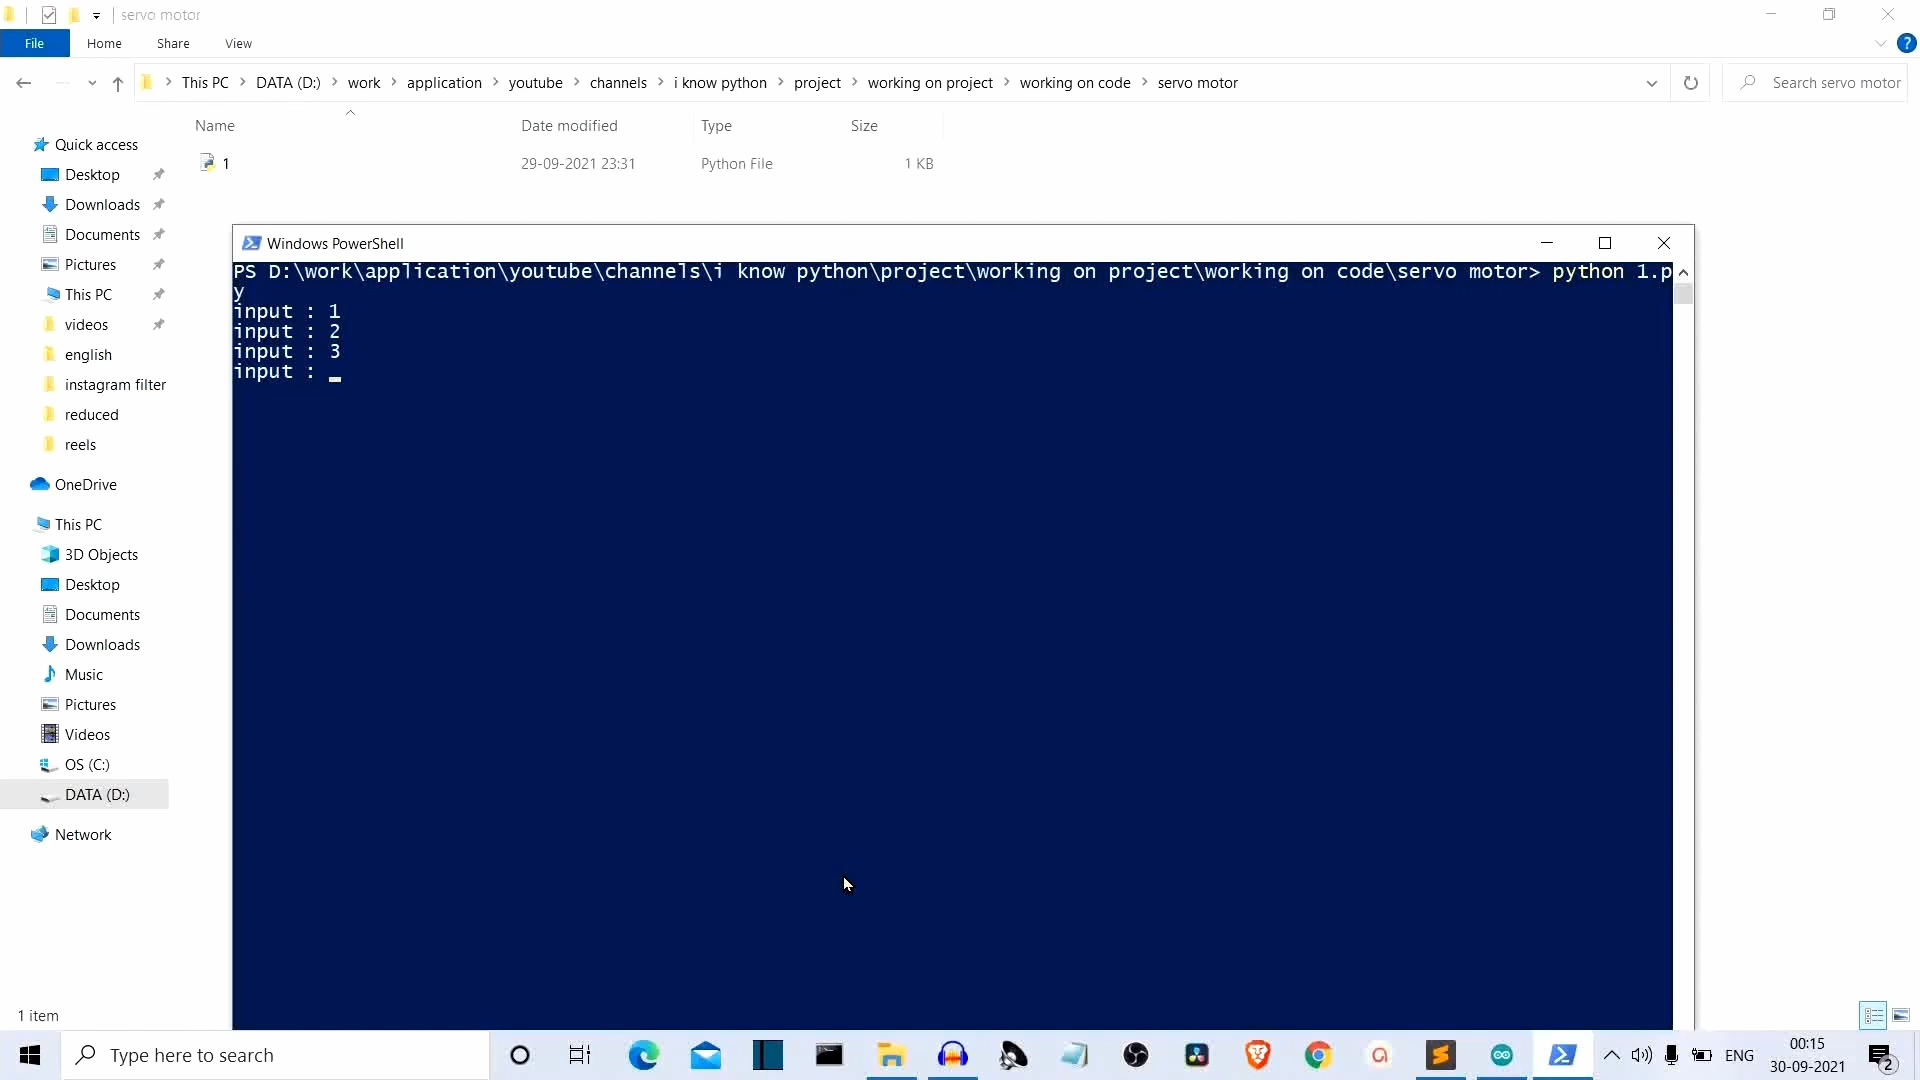 servo motor
File Home Share View
This PC DATA (D:) work application youtube channels i know python project working on project working on code servo motor
Search servo motor
Name Date modified Type Size
1 29-09-2021 23:31 Python File 1 KB
Quick access
Desktop
Downloads
Documents
Pictures
This PC
videos
english
instagram filter
reduced
reels
OneDrive
This PC
3D Objects
Desktop
Documents
Downloads
Music
Pictures
Videos
OS (C:)
DATA (D:)
Network
1 item
Windows PowerShell
PS D:\work\application\youtube\channels\i know python\project\working on project\working on code\servo motor> python 1.p
y
input : 1
input : 2
input : 3
input :
Type here to search
ENG
00:15
30-09-2021
2